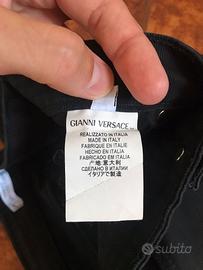 GIANNI VERSACE
REALIZZATO IN ITALIA
MADE IN ITALY
FABRIQUE EN ITALIE
HECHO EN ITALIA
FABRICADO EM ITALIA
产地意大利
СДЕЛАНО В ИТАЛИИ
イタリアで製造
subito